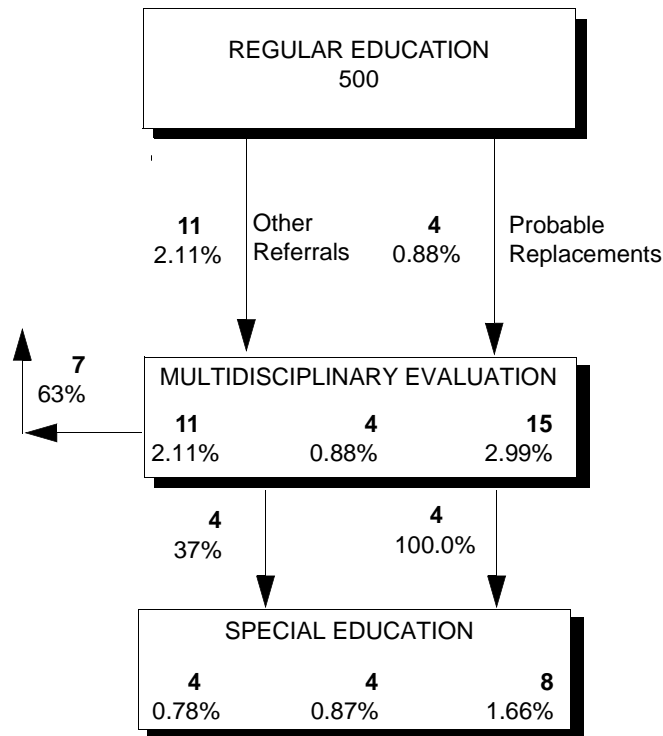 REGULAR EDUCATION
500
11 Other 4 Probable
2.11% Referrals 0.88% Replacements
7
63%
MULTIDISCIPLINARY EVALUATION
11 4 15
2.11% 0.88% 2.99%
4 4
37% 100.0%
SPECIAL EDUCATION
4 4 8
0.78% 0.87% 1.66%